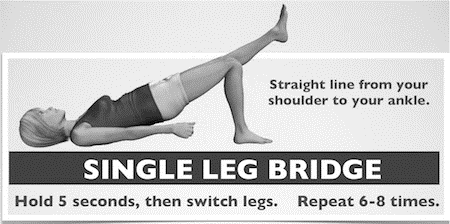 Straight line from your
shoulder to your ankle.
SINGLE LEG BRIDGE
Hold 5 seconds, then switch legs. Repeat 6-8 times.